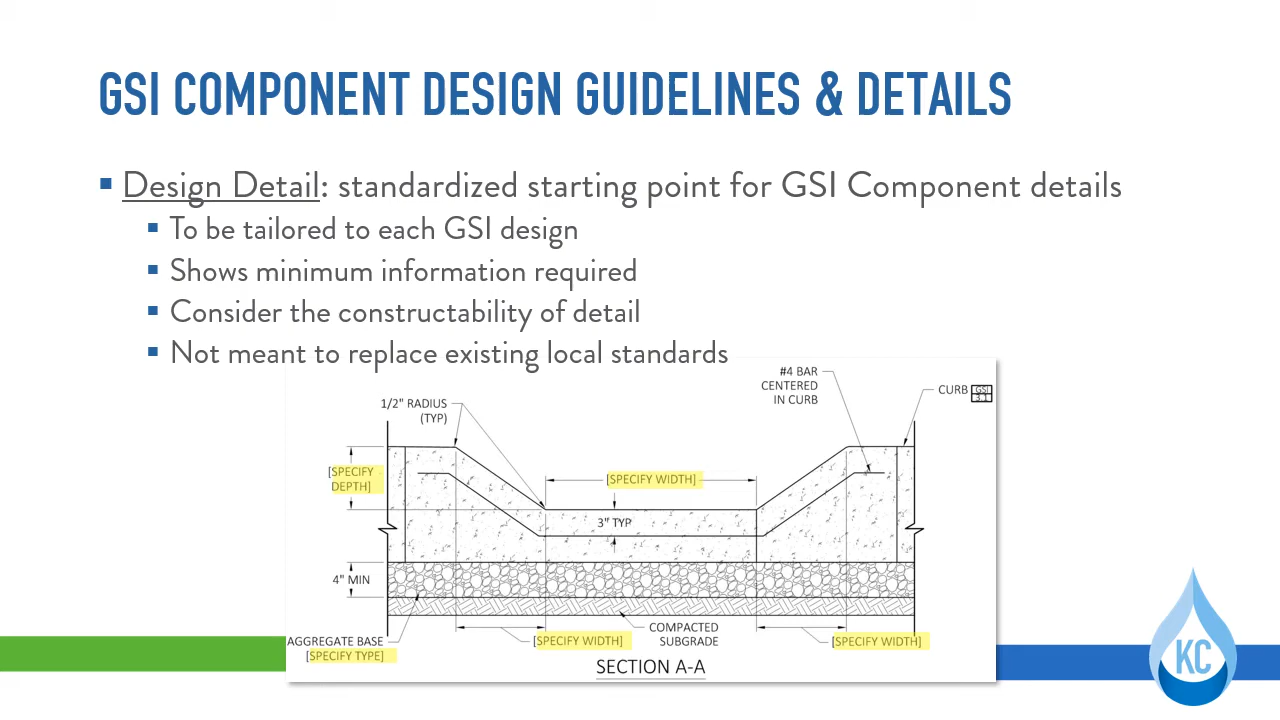 GSI COMPONENT DESIGN GUIDELINES & DETAILS
Design Detail: standardized starting point for GSI Component details
To be tailored to each GSI design
Shows minimum information required
Consider the constructability of detail
Not meant to replace existing local standards
#4 BAR
CENTERED
IN CURB
CURB
GSI
3.1
1/2" RADIUS
(TYP)
[SPECIFY
DEPTH]
[SPECIFY WIDTH]
3" TYP
4" MIN
AGGREGATE BASE
[SPECIFY TYPE]
[SPECIFY WIDTH]
COMPACTED
SUBGRADE
[SPECIFY WIDTH]
SECTION A-A
KC